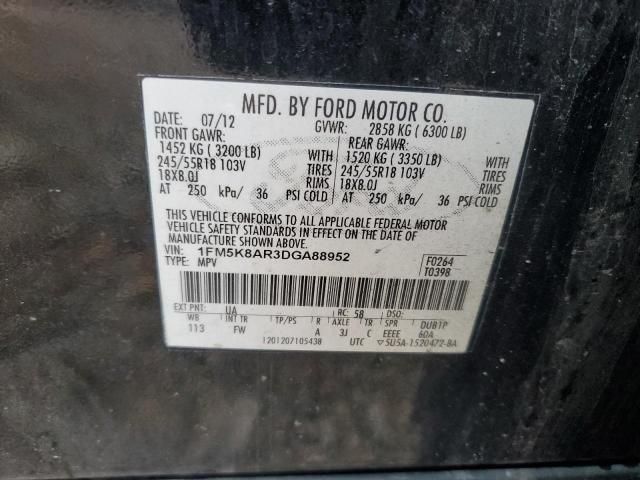 MFD. BY FORD MOTOR CO.
DATE: 07/12 GVWR: 2858 KG ( 6300 LB)
FRONT GAWR: REAR GAWR:
1452 KG ( 3200 LB) WITH 1520 KG ( 3350 LB) WITH
245/55R18 103V TIRES 245/55R18 103V TIRES
18X8.0J RIMS 18X8.0J RIMS
AT 250 kPa/ 36 PSI COLD AT 250 kPa/ 36 PSI COLD
THIS VEHICLE CONFORMS TO ALL APPLICABLE FEDERAL MOTOR
VEHICLE SAFETY STANDARDS IN EFFECT ON THE DATE OF MANUFACTURE SHOWN ABOVE.
VIN: 1FM5K8AR3DGA88952 F0264
TYPE: MPV T0398
EXT PNT: UA RC: 58 DSO:
WB INT TR TP/PS R AXLE TR SPR DUB1P
113 FW A 3J C EEEE 60A
1201207105438 UTC ▽5U5A-1520472-BA